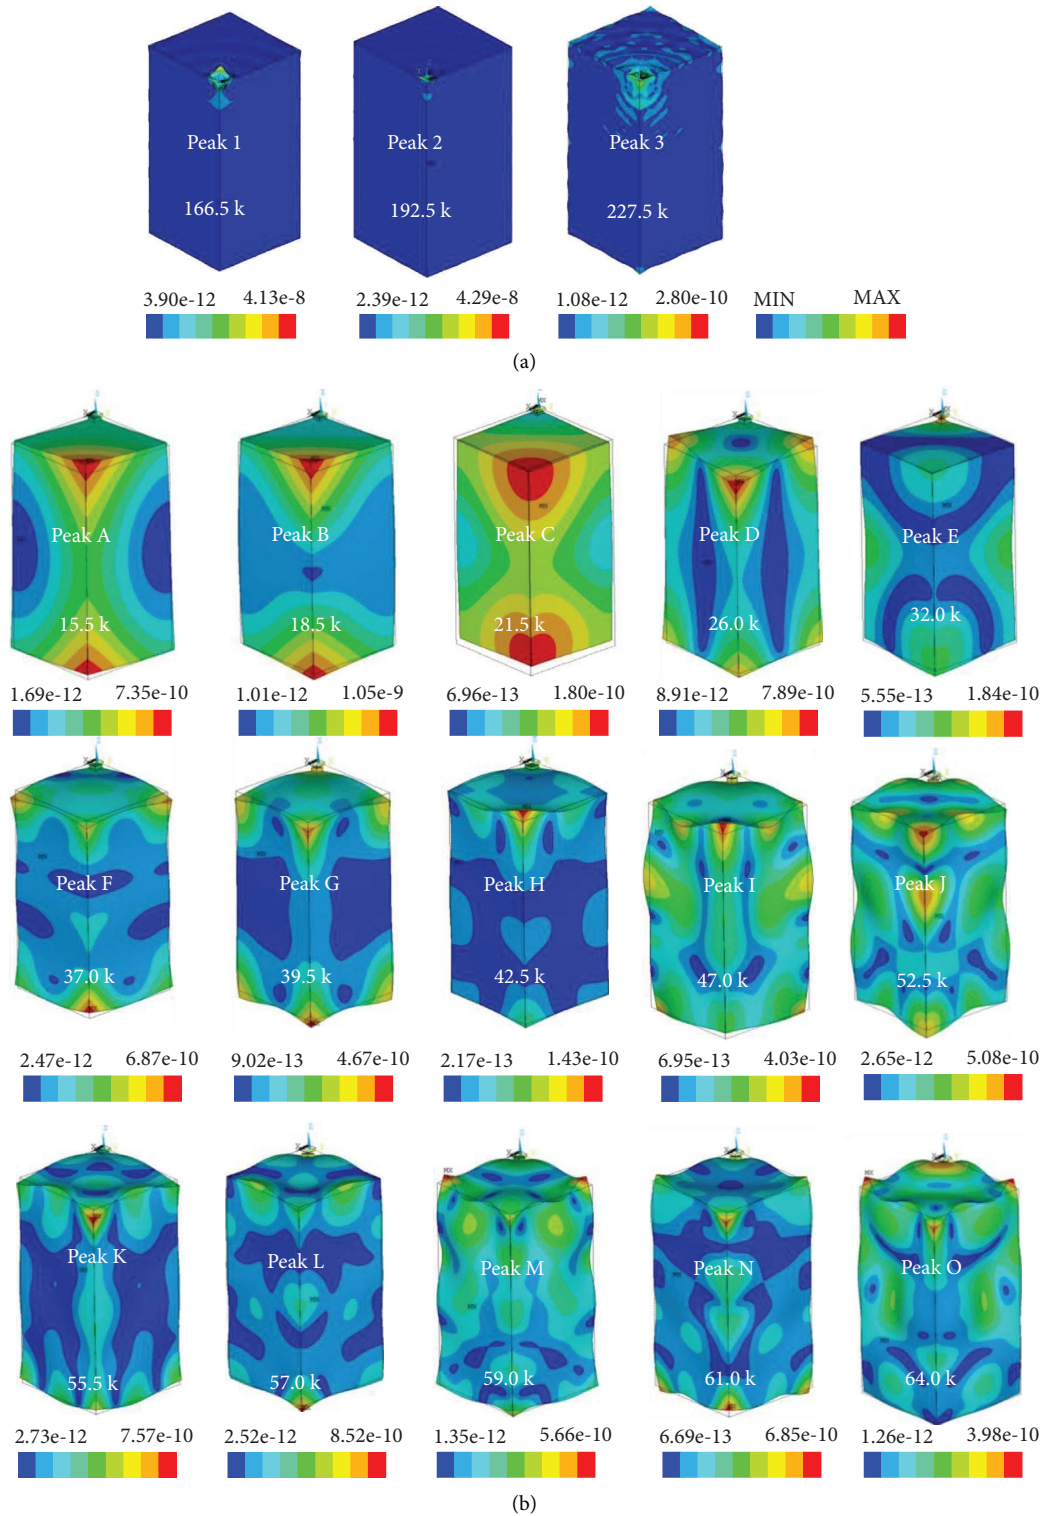 Peak 1 Peak 2 Peak 3
166.5 k 192.5 k 227.5 k
3.90e-12 4.13e-8 2.39e-12 4.29e-8 1.08e-12 2.80e-10 MIN MAX
(a)
Peak A Peak B Peak C Peak D Peak E
15.5 k 18.5 k 21.5 k 26.0 k 32.0 k
1.69e-12 7.35e-10 1.01e-12 1.05e-9 6.96e-13 1.80e-10 8.91e-12 7.89e-10 5.55e-13 1.84e-10
Peak F Peak G Peak H Peak I Peak J
37.0 k 39.5 k 42.5 k 47.0 k 52.5 k
2.47e-12 6.87e-10 9.02e-13 4.67e-10 2.17e-13 1.43e-10 6.95e-13 4.03e-10 2.65e-12 5.08e-10
Peak K Peak L Peak M Peak N Peak O
55.5 k 57.0 k 59.0 k 61.0 k 64.0 k
2.73e-12 7.57e-10 2.52e-12 8.52e-10 1.35e-12 5.66e-10 6.69e-13 6.85e-10 1.26e-12 3.98e-10
(b)